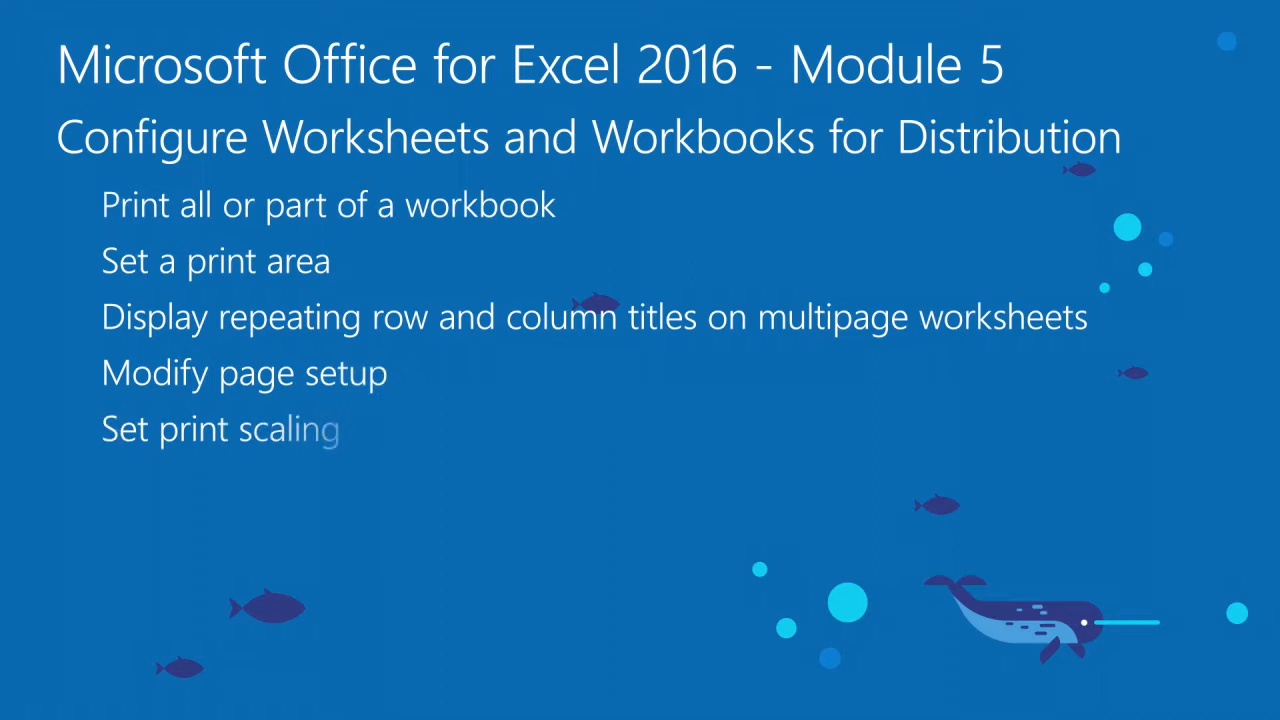 Microsoft Office for Excel 2016 - Module 5
Configure Worksheets and Workbooks for Distribution
Print all or part of a workbook
Set a print area
Display repeating row and column titles on multipage worksheets
Modify page setup
Set print scaling